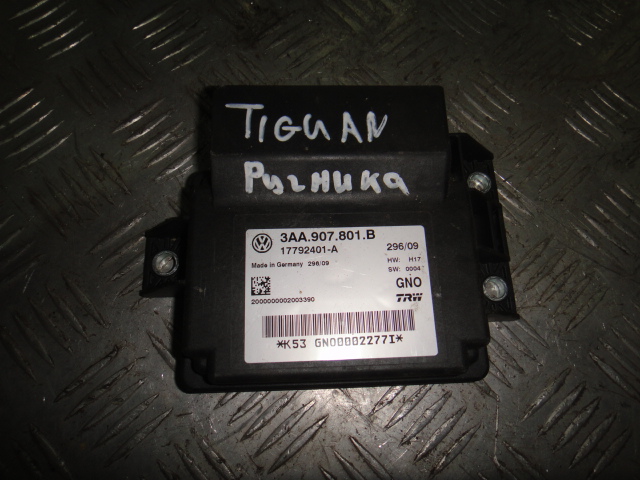 TIGUAN
Ручника
3AA.907.801.B
17792401-A 296/09
Made in Germany 296/09 HW: H17
SW: 0004
GNO
2000000002003390
TRW
*K53 GNO00022771*